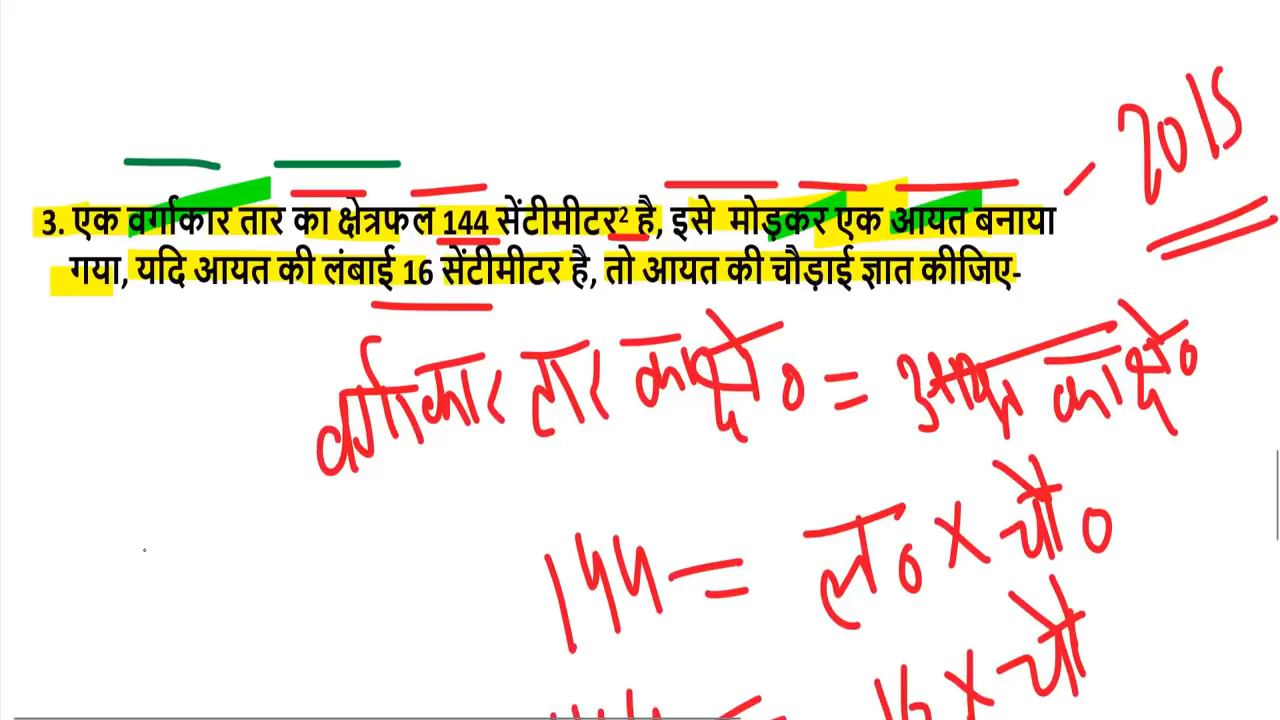 2015
3. एक वर्गाकार तार का क्षेत्रफल 144 सेंटीमीटर² है, इसे मोड़कर एक आयत बनाया
गया, यदि आयत की लंबाई 16 सेंटीमीटर है, तो आयत की चौड़ाई ज्ञात कीजिए-
वर्गाकार तार का क्षे० = आयत का क्षे०
144 = ल० × चौ०
144 = 16 × चौ